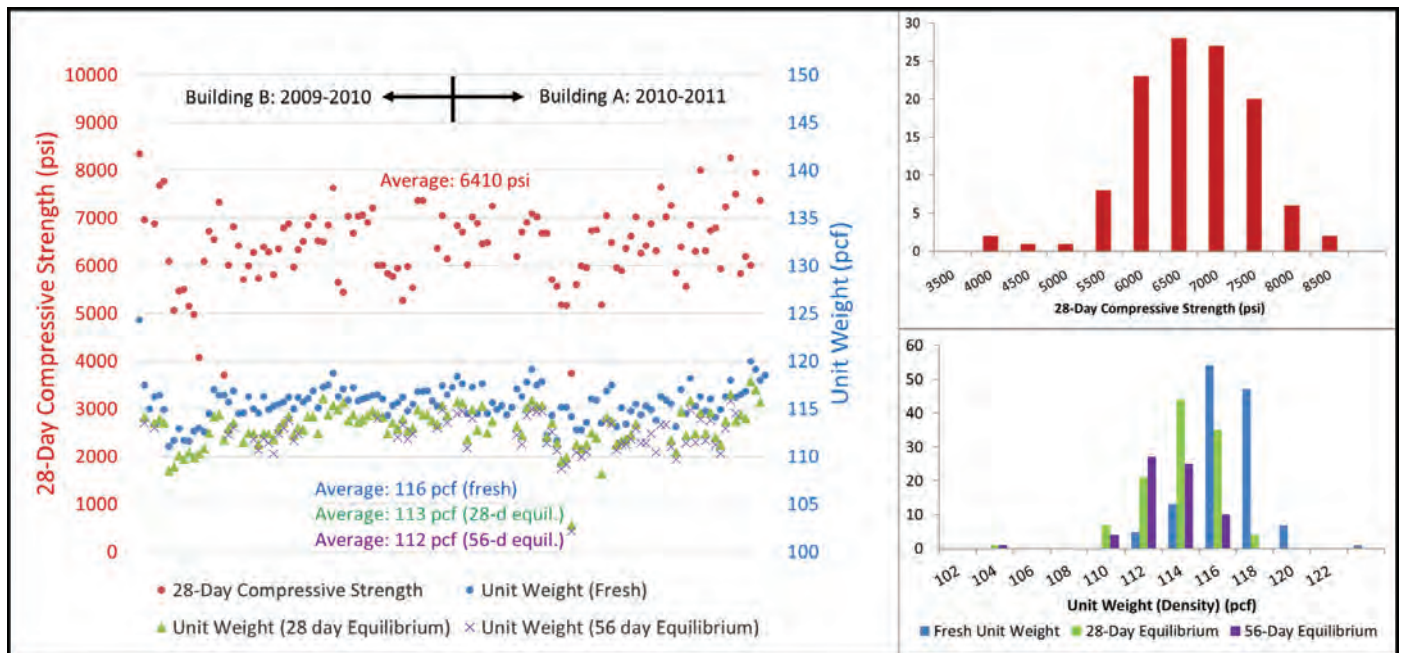 10000
9000
8000
7000
6000
5000
4000
3000
2000
1000
0
28-Day Compressive Strength (psi)
Building B: 2009-2010
Building A: 2010-2011
Average: 6410 psi
Average: 116 pcf (fresh)
Average: 113 pcf (28-d equil.)
Average: 112 pcf (56-d equil.)
150
145
140
135
130
125
120
115
110
105
100
Unit Weight (pcf)
28-Day Compressive Strength
Unit Weight (Fresh)
Unit Weight (28 day Equilibrium)
Unit Weight (56 day Equilibrium)
30
25
20
15
10
5
0
3500 4000 4500 5000 5500 6000 6500 7000 7500 8000 8500
28-Day Compressive Strength (psi)
60
50
40
30
20
10
0
102 104 106 108 110 112 114 116 118 120 122
Unit Weight (Density) (pcf)
Fresh Unit Weight 28-Day Equilibrium 56-Day Equilibrium